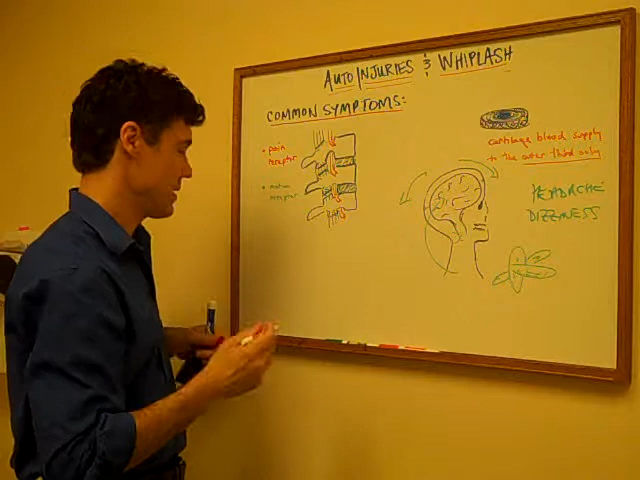 AUTO INJURIES & WHIPLASH
COMMON SYMPTOMS:
• pain
receptor
• motion
receptor
cartilage blood supply
to the outer third only
HEADACHE
DIZZINESS